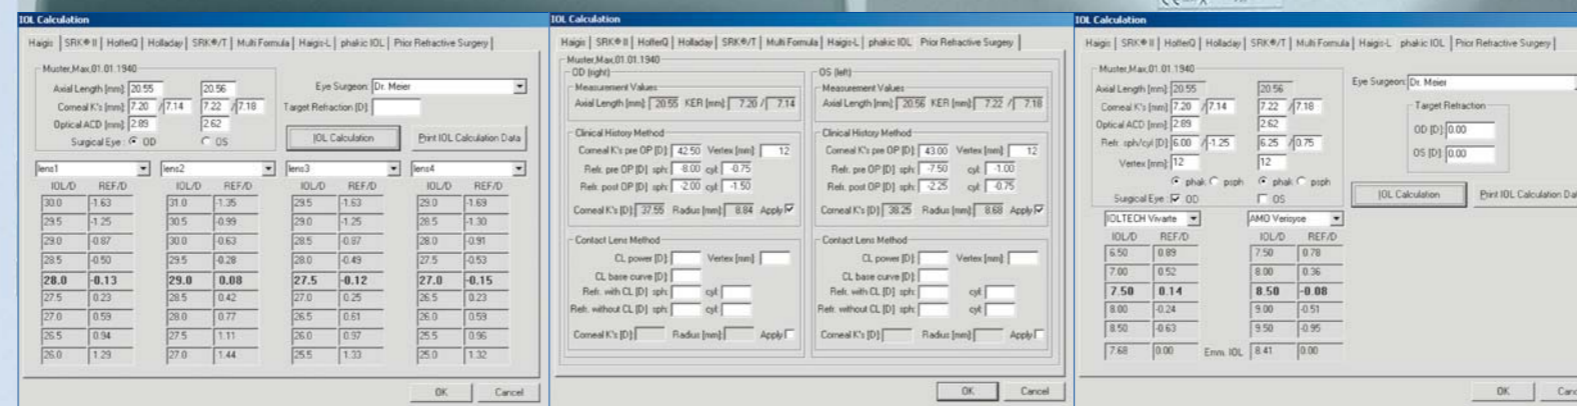 IOL Calculation
Haigis | SRK® II | HofferQ | Holladay | SRK®/T | Multi Formula | Haigis-L | phakic IOL | Prior Refractive Surgery
Muster,Max,01.01.1940
Axial Length [mm]: 20.55 20.56 Eye Surgeon: Dr. Meier
Corneal K's [mm]: 7.20 / 7.14 7.22 / 7.18 Target Refraction [D]:
Optical ACD [mm]: 2.89 2.62
Surgical Eye : OD OS IOL Calculation Print IOL Calculation Data
lens1 lens2 lens3 lens4
IOL/D REF/D IOL/D REF/D IOL/D REF/D IOL/D REF/D
30.0 -1.63 31.0 -1.35 29.5 -1.63 29.0 -1.69
29.5 -1.25 30.5 -0.99 29.0 -1.25 28.5 -1.30
29.0 -0.87 30.0 -0.63 28.5 -0.87 28.0 -0.91
28.5 -0.50 29.5 -0.28 28.0 -0.49 27.5 -0.53
28.0 -0.13 29.0 0.08 27.5 -0.12 27.0 -0.15
27.5 0.23 28.5 0.42 27.0 0.25 26.5 0.23
27.0 0.59 28.0 0.77 26.5 0.61 26.0 0.59
26.5 0.94 27.5 1.11 26.0 0.97 25.5 0.96
26.0 1.29 27.0 1.44 25.5 1.33 25.0 1.32
OK Cancel
IOL Calculation
Haigis | SRK® II | HofferQ | Holladay | SRK®/T | Multi Formula | Haigis-L | phakic IOL | Prior Refractive Surgery
Muster,Max,01.01.1940
OD (right)
Measurement Values
Axial Length [mm]: 20.55 KER [mm]: 7.20 / 7.14
Clinical History Method
Corneal K's pre OP [D]: 42.50 Vertex [mm]: 12
Refr. pre OP [D] sph: -8.00 cyl: -0.75
Refr. post OP [D] sph: -2.00 cyl: -1.50
Corneal K's [D]: 37.55 Radius [mm]: 8.84 Apply
Contact Lens Method
CL power [D]: Vertex [mm]:
CL base curve [D]:
Refr. with CL [D] sph: cyl:
Refr. without CL [D] sph: cyl:
Corneal K's [D]: Radius [mm]: Apply
OS (left)
Measurement Values
Axial Length [mm]: 20.56 KER [mm]: 7.22 / 7.18
Clinical History Method
Corneal K's pre OP [D]: 43.00 Vertex [mm]: 12
Refr. pre OP [D] sph: -7.50 cyl: -1.00
Refr. post OP [D] sph: -2.25 cyl: -0.75
Corneal K's [D]: 38.25 Radius [mm]: 8.68 Apply
Contact Lens Method
CL power [D]: Vertex [mm]:
CL base curve [D]:
Refr. with CL [D] sph: cyl:
Refr. without CL [D] sph: cyl:
Corneal K's [D]: Radius [mm]: Apply
OK Cancel
IOL Calculation
Haigis | SRK® II | HofferQ | Holladay | SRK®/T | Multi Formula | Haigis-L | phakic IOL | Prior Refractive Surgery
Muster,Max,01.01.1940
Axial Length [mm]: 20.55 20.56 Eye Surgeon: Dr. Meier
Corneal K's [mm]: 7.20 / 7.14 7.22 / 7.18 Target Refraction
Optical ACD [mm]: 2.89 2.62 OD [D]: 0.00
Refr. sph/cyl [D]: 6.00 / -1.25 6.25 / 0.75 OS [D]: 0.00
Vertex [mm]: 12 12
phak psph phak psph
Surgical Eye : OD OS IOL Calculation Print IOL Calculation Dat
IOLTECH Vivarte AMO Verisyse
IOL/D REF/D IOL/D REF/D
6.50 0.89 7.50 0.78
7.00 0.52 8.00 0.36
7.50 0.14 8.50 -0.08
8.00 -0.24 9.00 -0.51
8.50 -0.63 9.50 -0.95
7.68 0.00 Emm. IOL 8.41 0.00
OK Canc